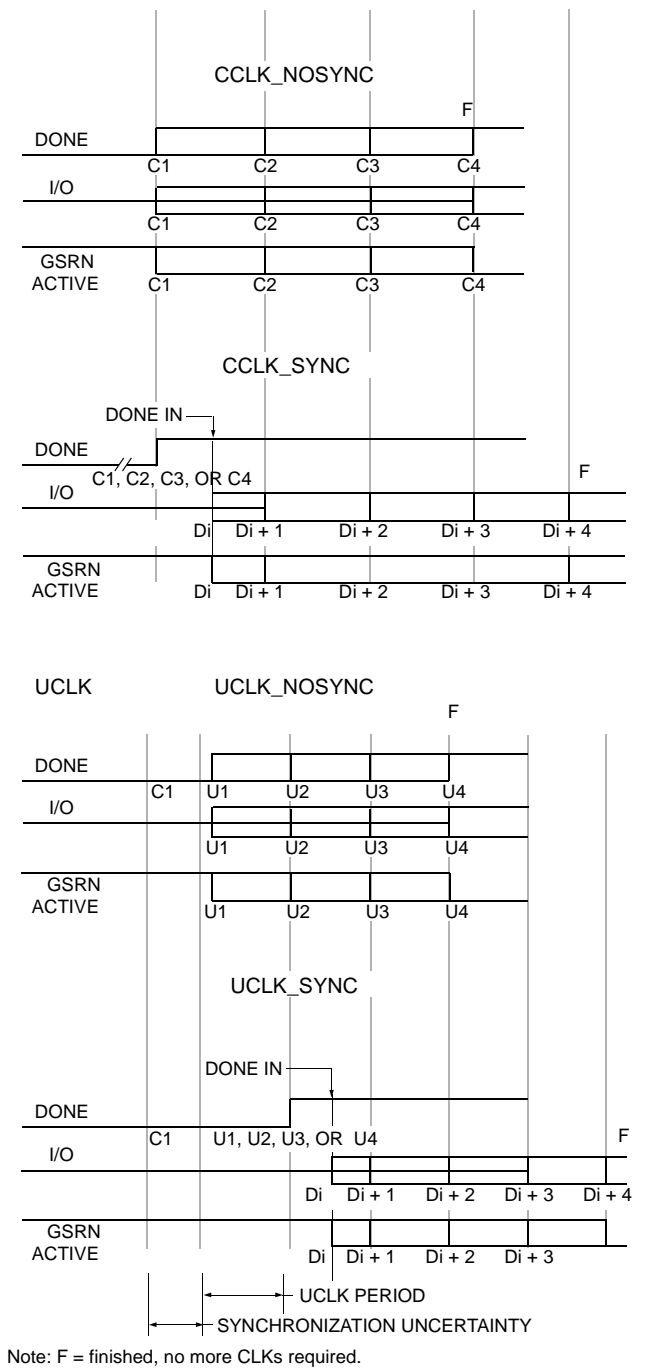 CCLK_NOSYNC
F
DONE
C1 C2 C3 C4
I/O
C1 C2 C3 C4
GSRN
ACTIVE
C1 C2 C3 C4
CCLK_SYNC
DONE IN
DONE
C1, C2, C3, OR C4
F
I/O
Di Di + 1 Di + 2 Di + 3 Di + 4
GSRN
ACTIVE
Di Di + 1 Di + 2 Di + 3 Di + 4
UCLK UCLK_NOSYNC
F
DONE
C1 U1 U2 U3 U4
I/O
U1 U2 U3 U4
GSRN
ACTIVE
U1 U2 U3 U4
UCLK_SYNC
DONE IN
DONE
C1 U1, U2, U3, OR U4
F
I/O
Di Di + 1 Di + 2 Di + 3 Di + 4
GSRN
ACTIVE
Di Di + 1 Di + 2 Di + 3
UCLK PERIOD
SYNCHRONIZATION UNCERTAINTY
Note: F = finished, no more CLKs required.